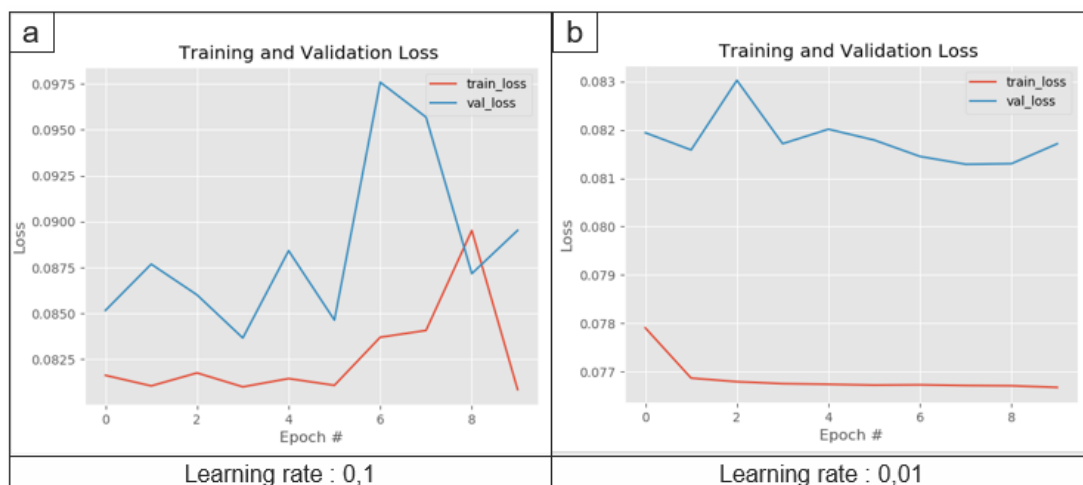 a
Training and Validation Loss
train_loss
val_loss
0.0975
0.0950
0.0925
0.0900
0.0875
0.0850
0.0825
Loss
0 2 4 6 8
Epoch #
Learning rate : 0,1
b
Training and Validation Loss
train_loss
val_loss
0.083
0.082
0.081
0.080
0.079
0.078
0.077
Loss
0 2 4 6 8
Epoch #
Learning rate : 0,01